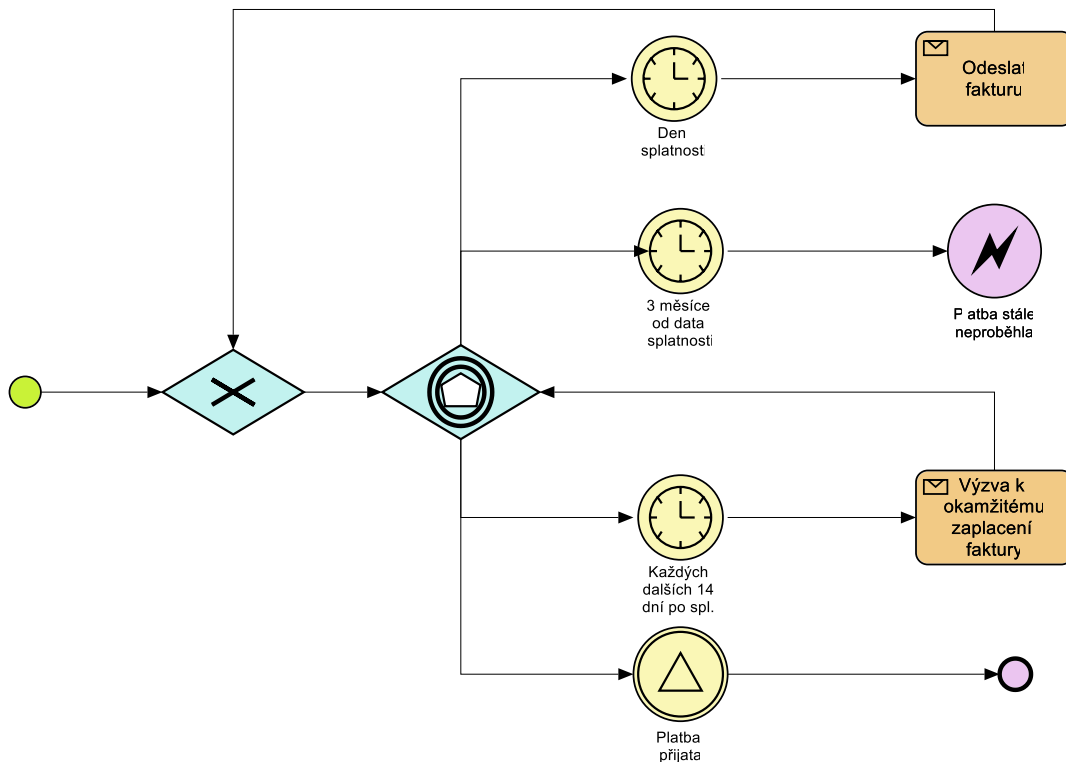 Odeslat
fakturu
Den
splatnosti
3 měsíce
od data
splatnosti
Platba stále
neproběhla
Výzva k
okamžitému
zaplacení
faktury
Každých
dalších 14
dní po spl.
Platba
přijata